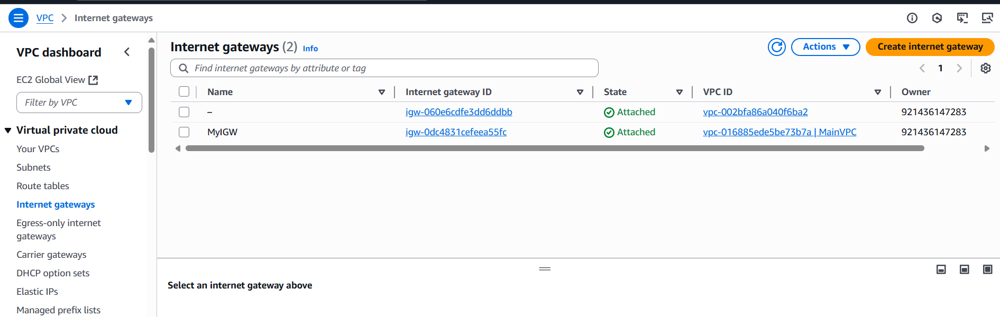 VPC > Internet gateways
VPC dashboard
EC2 Global View
Filter by VPC
Virtual private cloud
Your VPCs
Subnets
Route tables
Internet gateways
Egress-only internet
gateways
Carrier gateways
DHCP option sets
Elastic IPs
Managed prefix lists
Internet gateways (2) Info
Actions
Create internet gateway
Find internet gateways by attribute or tag
1
Name Internet gateway ID State VPC ID Owner
– igw-060e6cdfe3dd6ddbb Attached vpc-002bfa86a040f6ba2 921436147283
MyIGW igw-0dc4831cefeea55fc Attached vpc-016885ede5be73b7a | MainVPC 921436147283
Select an internet gateway above